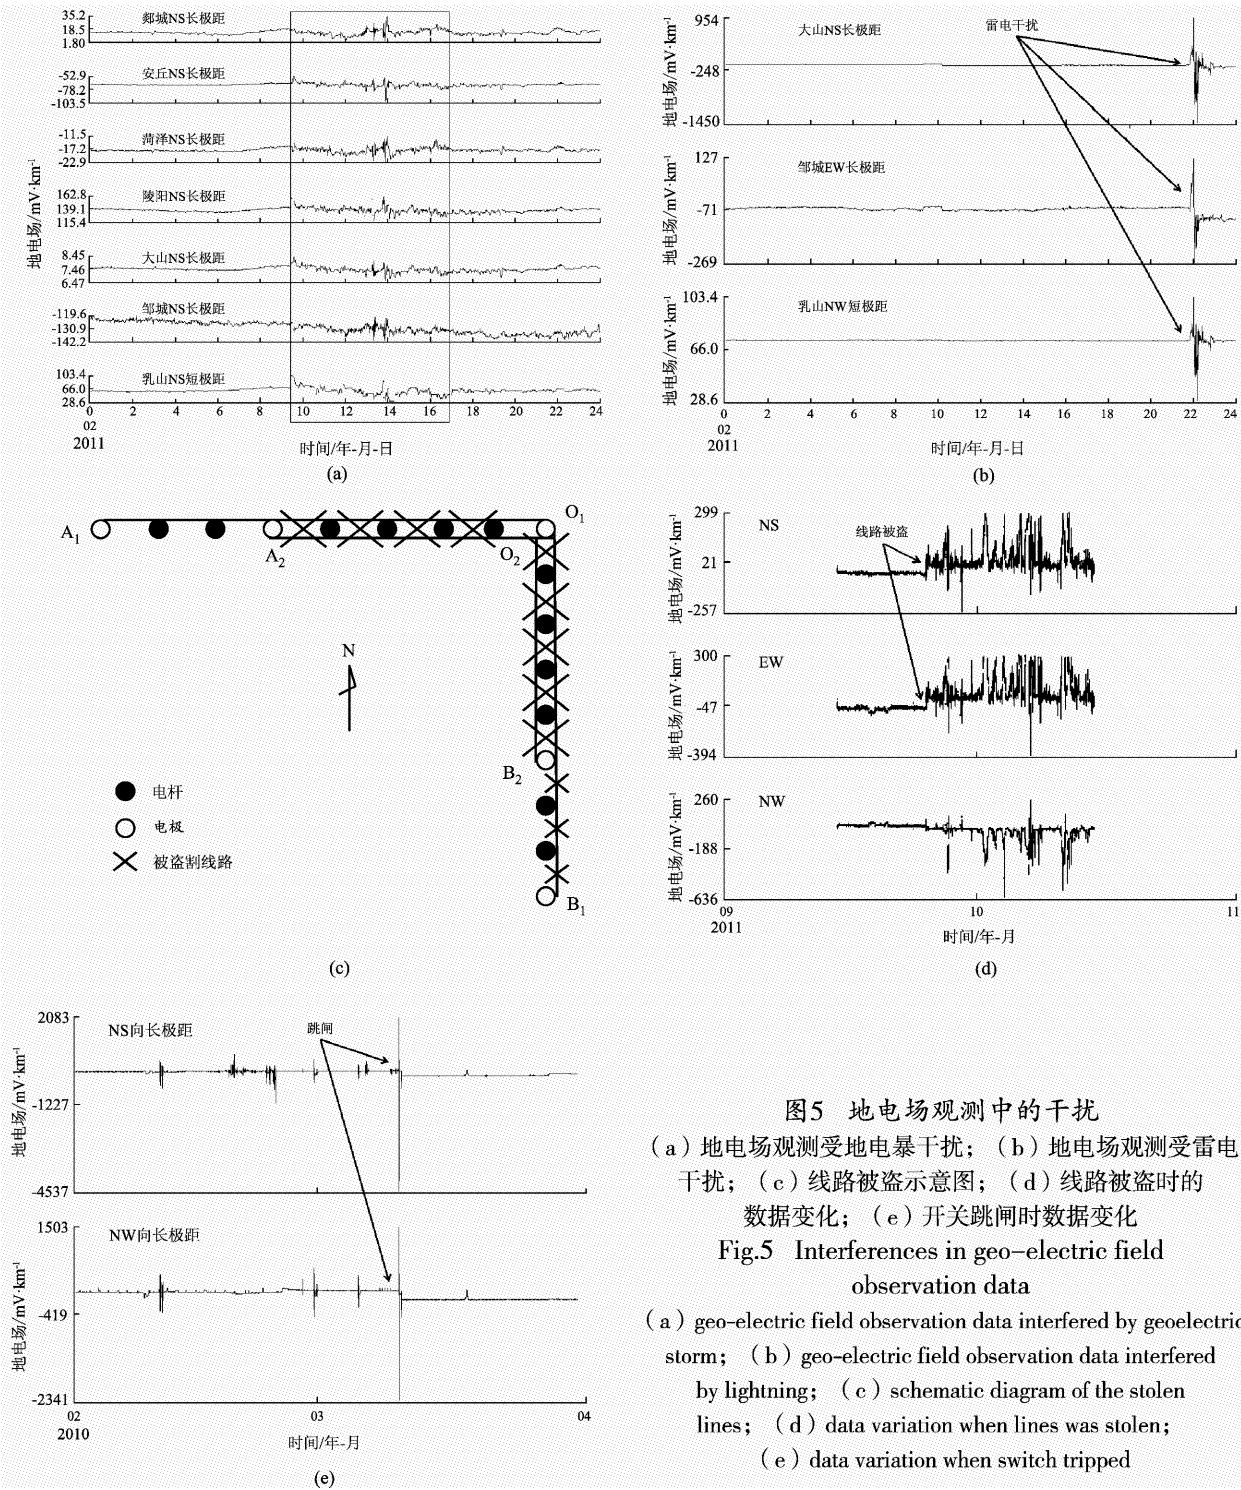 郯城NS长极距
35.2
18.5
1.80
安丘NS长极距
-52.9
-78.2
-103.5
菏泽NS长极距
-11.5
-17.2
-22.9
陵阳NS长极距
162.8
139.1
115.4
大山NS长极距
8.45
7.46
6.47
邹城NS长极距
-119.6
-130.9
-142.2
乳山NS短极距
103.4
66.0
28.6
地电场/mV·km⁻¹
0 2 4 6 8 10 12 14 16 18 20 22 24
02
2011
时间/年-月-日
(a)
大山NS长极距
雷电干扰
954
-248
-1450
邹城EW长极距
127
-71
-269
乳山NW短极距
103.4
66.0
28.6
地电场/mV·km⁻¹
地电场/mV·km⁻¹
地电场/mV·km⁻¹
0 2 4 6 8 10 12 14 16 18 20 22 24
02
2011
时间/年-月-日
(b)
A₁
A₂
O₂
O₁
N
B₂
B₁
电杆
电极
被盗割线路
(c)
NS
线路被盗
299
21
-257
EW
300
-47
-394
NW
260
-188
-636
地电场/mV·km⁻¹
地电场/mV·km⁻¹
地电场/mV·km⁻¹
09 10 11
2011
时间/年-月
(d)
NS向长极距
跳闸
2083
-1227
-4537
NW向长极距
1503
-419
-2341
地电场/mV·km⁻¹
地电场/mV·km⁻¹
02 03 04
2010
时间/年-月
(e)
图5 地电场观测中的干扰
（a）地电场观测受地电暴干扰；（b）地电场观测受雷电
干扰；（c）线路被盗示意图；（d）线路被盗时的
数据变化；（e）开关跳闸时数据变化
Fig.5 Interferences in geo–electric field
observation data
（a）geo-electric field observation data interfered by geoelectric
storm；（b）geo-electric field observation data interfered
by lightning；（c）schematic diagram of the stolen
lines；（d）data variation when lines was stolen；
（e）data variation when switch tripped